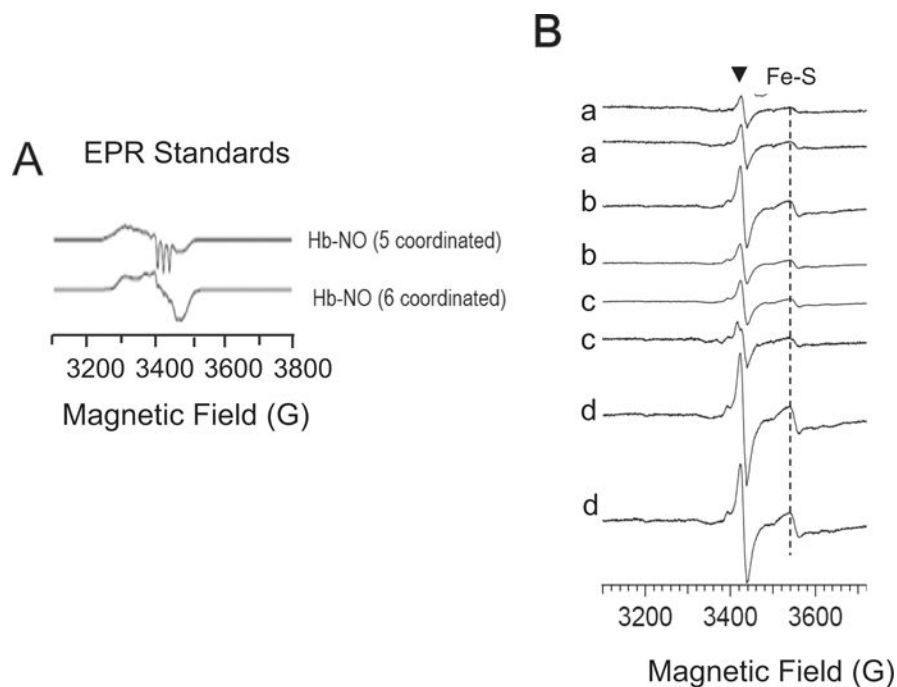 A
EPR Standards
Hb-NO (5 coordinated)
Hb-NO (6 coordinated)
3200 3400 3600 3800
Magnetic Field (G)
B
Fe-S
a
a
b
b
c
c
d
d
3200 3400 3600
Magnetic Field (G)